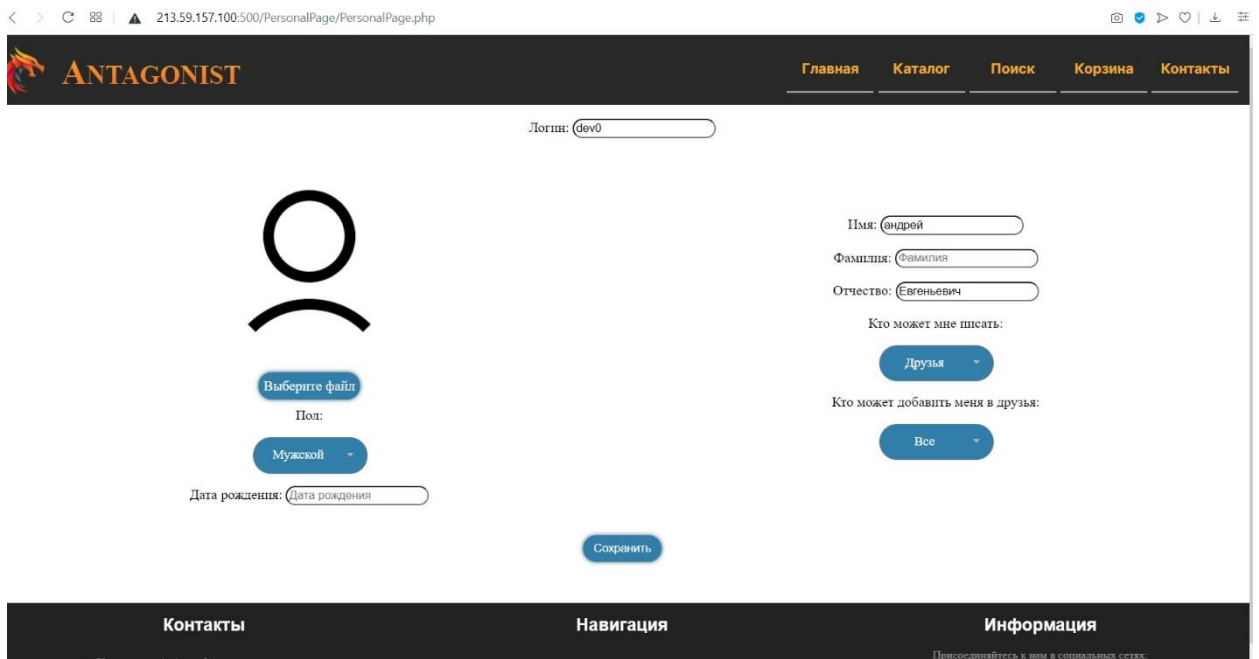 213.59.157.100:500/PersonalPage/PersonalPage.php
ANTAGONIST
Главная Каталог Поиск Корзина Контакты
Логин: dev0
Имя: андрей
Фамилия: Фамилия
Отчество: Евгеньевич
Кто может мне писать:
Друзья
Кто может добавить меня в друзья:
Все
Выберите файл
Пол:
Мужской
Дата рождения: Дата рождения
Сохранить
Контакты Навигация Информация
Присоединяйтесь к нам в социальных сетях: